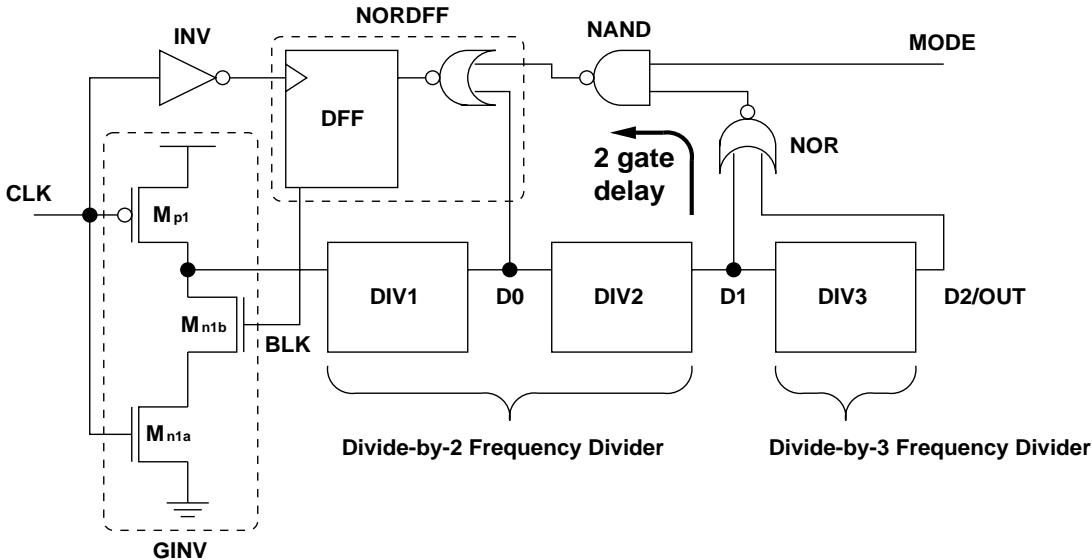 NORDFF
INV
NAND
MODE
DFF
NOR
2 gate
delay
CLK
Mp1
DIV1
D0
DIV2
D1
DIV3
D2/OUT
Mn1b
BLK
Mn1a
Divide-by-2 Frequency Divider
Divide-by-3 Frequency Divider
GINV